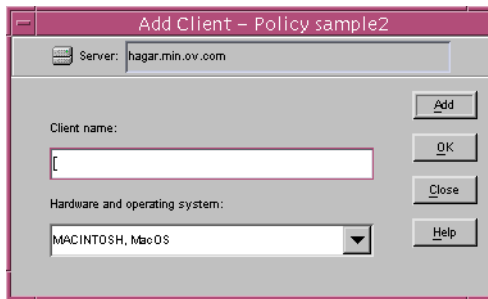 Add Client – Policy sample2
Server: hagar.min.ov.com
Add
Client name:
OK
[
Close
Hardware and operating system:
Help
MACINTOSH, MacOS